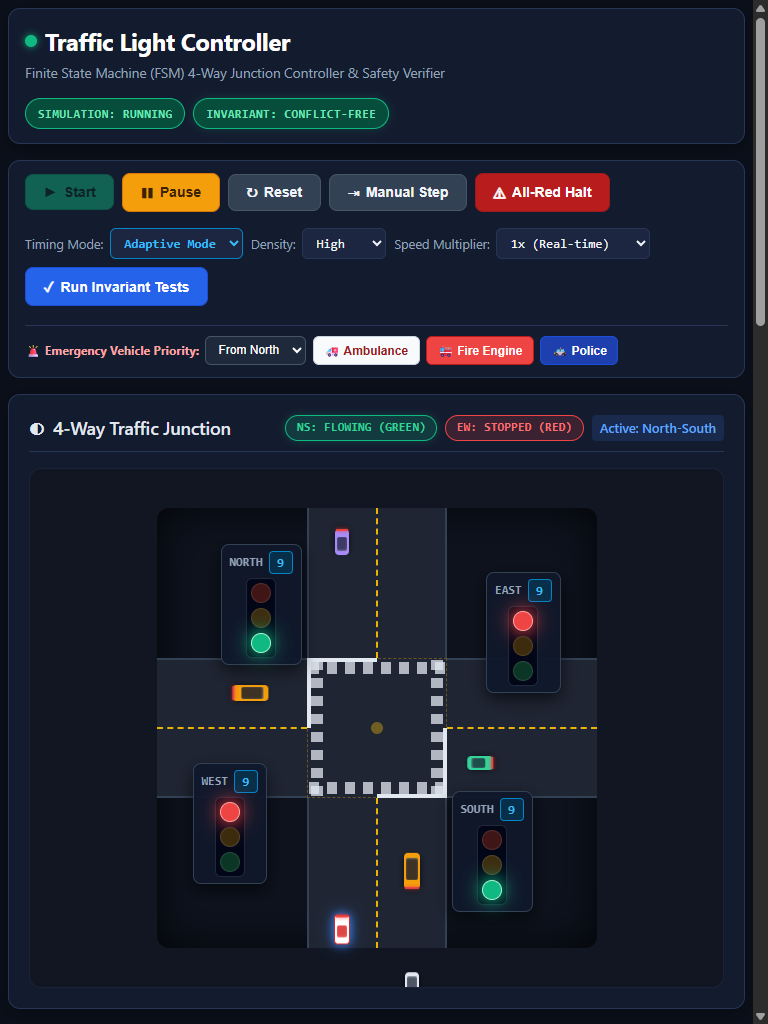 Traffic Light Controller
Finite State Machine (FSM) 4-Way Junction Controller & Safety Verifier
SIMULATION: RUNNING INVARIANT: CONFLICT-FREE
Start Pause Reset Manual Step All-Red Halt
Timing Mode: Adaptive Mode Density: High Speed Multiplier: 1x (Real-time)
✓ Run Invariant Tests
Emergency Vehicle Priority: From North Ambulance Fire Engine Police
4-Way Traffic Junction NS: FLOWING (GREEN) EW: STOPPED (RED) Active: North-South
NORTH 9
EAST 9
WEST 9
SOUTH 9